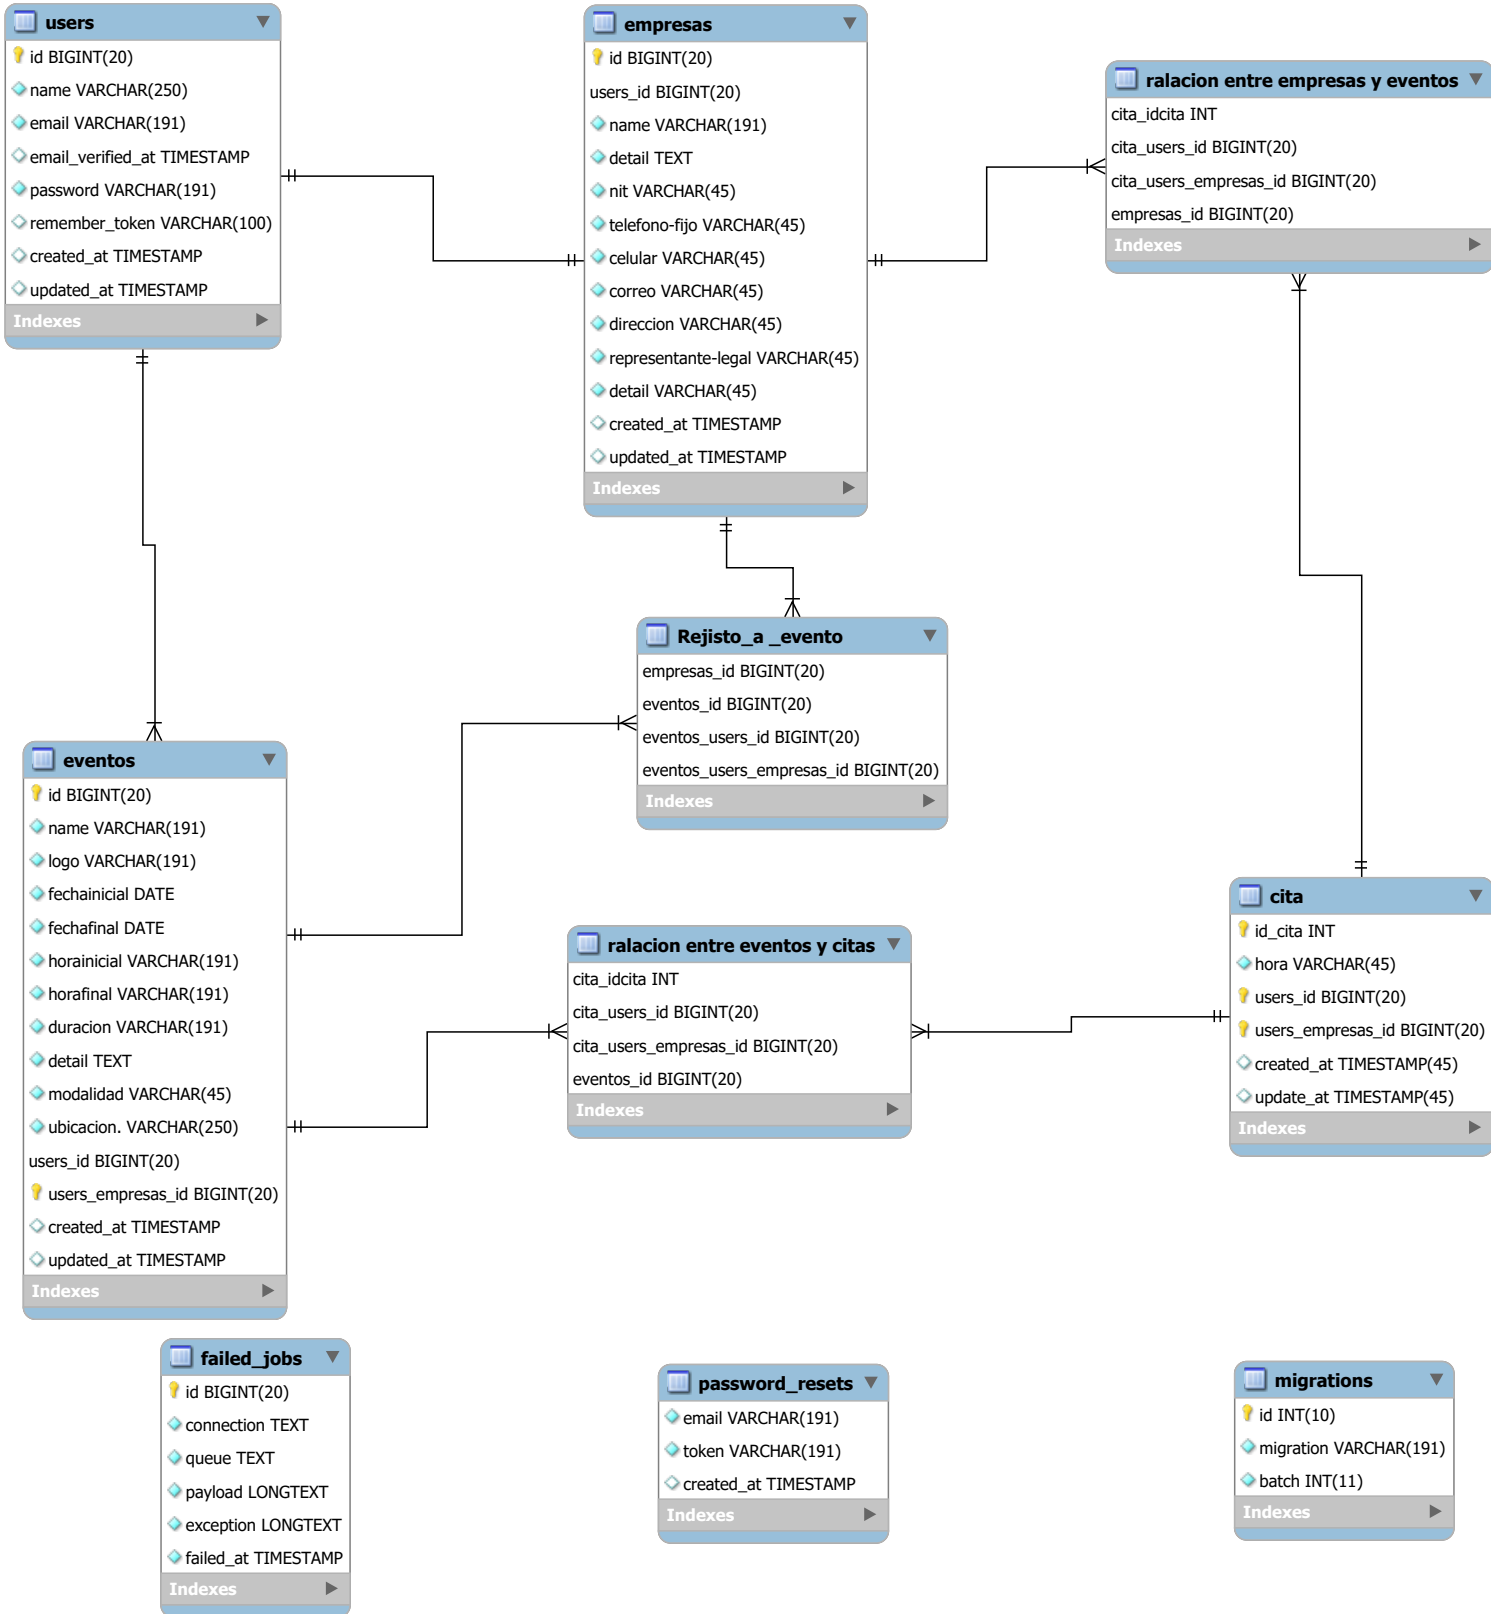 users
id BIGINT(20)
name VARCHAR(250)
email VARCHAR(191)
email_verified_at TIMESTAMP
password VARCHAR(191)
remember_token VARCHAR(100)
created_at TIMESTAMP
updated_at TIMESTAMP
Indexes
empresas
id BIGINT(20)
users_id BIGINT(20)
name VARCHAR(191)
detail TEXT
nit VARCHAR(45)
telefono-fijo VARCHAR(45)
celular VARCHAR(45)
correo VARCHAR(45)
direccion VARCHAR(45)
representante-legal VARCHAR(45)
detail VARCHAR(45)
created_at TIMESTAMP
updated_at TIMESTAMP
Indexes
ralacion entre empresas y eventos
cita_idcita INT
cita_users_id BIGINT(20)
cita_users_empresas_id BIGINT(20)
empresas_id BIGINT(20)
Indexes
Rejisto_a _evento
empresas_id BIGINT(20)
eventos_id BIGINT(20)
eventos_users_id BIGINT(20)
eventos_users_empresas_id BIGINT(20)
Indexes
eventos
id BIGINT(20)
name VARCHAR(191)
logo VARCHAR(191)
fechainicial DATE
fechafinal DATE
horainicial VARCHAR(191)
horafinal VARCHAR(191)
duracion VARCHAR(191)
detail TEXT
modalidad VARCHAR(45)
ubicacion. VARCHAR(250)
users_id BIGINT(20)
users_empresas_id BIGINT(20)
created_at TIMESTAMP
updated_at TIMESTAMP
Indexes
ralacion entre eventos y citas
cita_idcita INT
cita_users_id BIGINT(20)
cita_users_empresas_id BIGINT(20)
eventos_id BIGINT(20)
Indexes
cita
id_cita INT
hora VARCHAR(45)
users_id BIGINT(20)
users_empresas_id BIGINT(20)
created_at TIMESTAMP(45)
update_at TIMESTAMP(45)
Indexes
failed_jobs
id BIGINT(20)
connection TEXT
queue TEXT
payload LONGTEXT
exception LONGTEXT
failed_at TIMESTAMP
Indexes
password_resets
email VARCHAR(191)
token VARCHAR(191)
created_at TIMESTAMP
Indexes
migrations
id INT(10)
migration VARCHAR(191)
batch INT(11)
Indexes